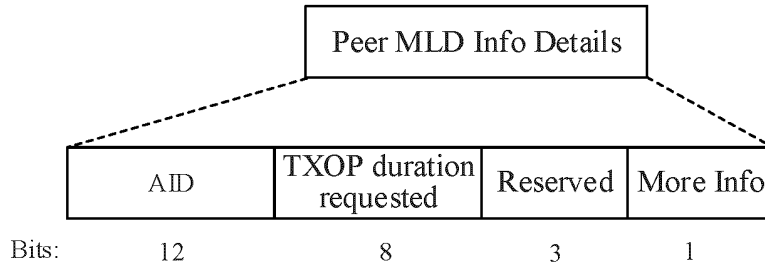 Peer MLD Info Details
AID
TXOP duration
requested
Reserved
More Info
Bits:
12
8
3
1